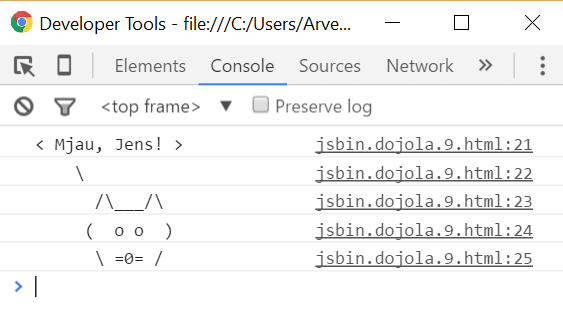 Developer Tools - file:///C:/Users/Arve...
Elements Console Sources Network »
<top frame> ▼ Preserve log
< Mjau, Jens! > jsbin.dojola.9.html:21
\ jsbin.dojola.9.html:22
/\___/\ jsbin.dojola.9.html:23
(  o o  ) jsbin.dojola.9.html:24
\ =0= / jsbin.dojola.9.html:25
>